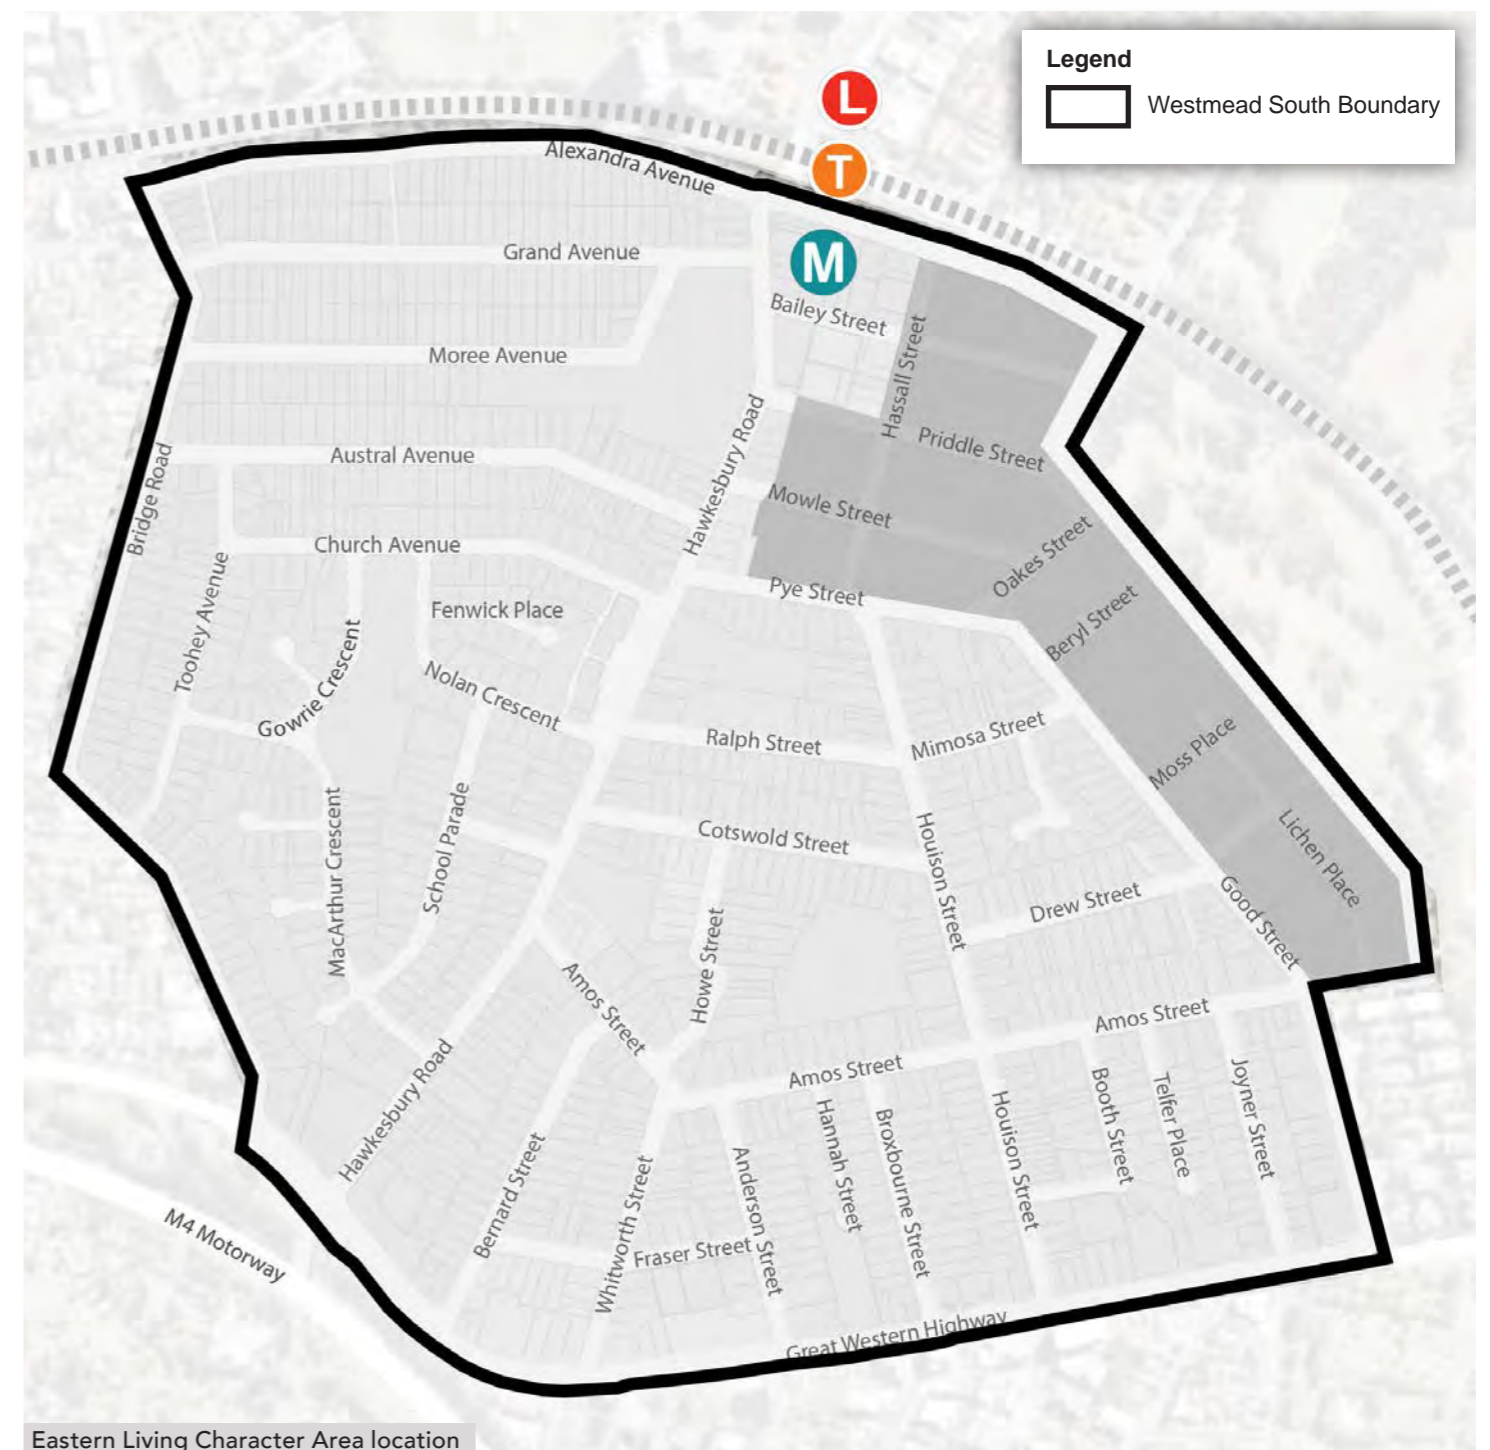 Legend
Westmead South Boundary
L
T
M
Alexandra Avenue
Grand Avenue
Bailey Street
Moree Avenue
Hassall Street
Priddle Street
Hawkesbury Road
Austral Avenue
Bridge Road
Mowle Street
Church Avenue
Oakes Street
Pye Street
Toohey Avenue
Fenwick Place
Beryl Street
Gowrie Crescent
Nolan Crescent
Ralph Street
Mimosa Street
Moss Place
MacArthur Crescent
School Parade
Cotswold Street
Houison Street
Lichen Place
Drew Street
Good Street
Howe Street
Amos Street
Amos Street
Amos Street
Hawkesbury Road
Hannah Street
Broxbourne Street
Houison Street
Booth Street
Telfer Place
Joyner Street
Bernard Street
Whitworth Street
Anderson Street
Fraser Street
M4 Motorway
Great Western Highway
Eastern Living Character Area location